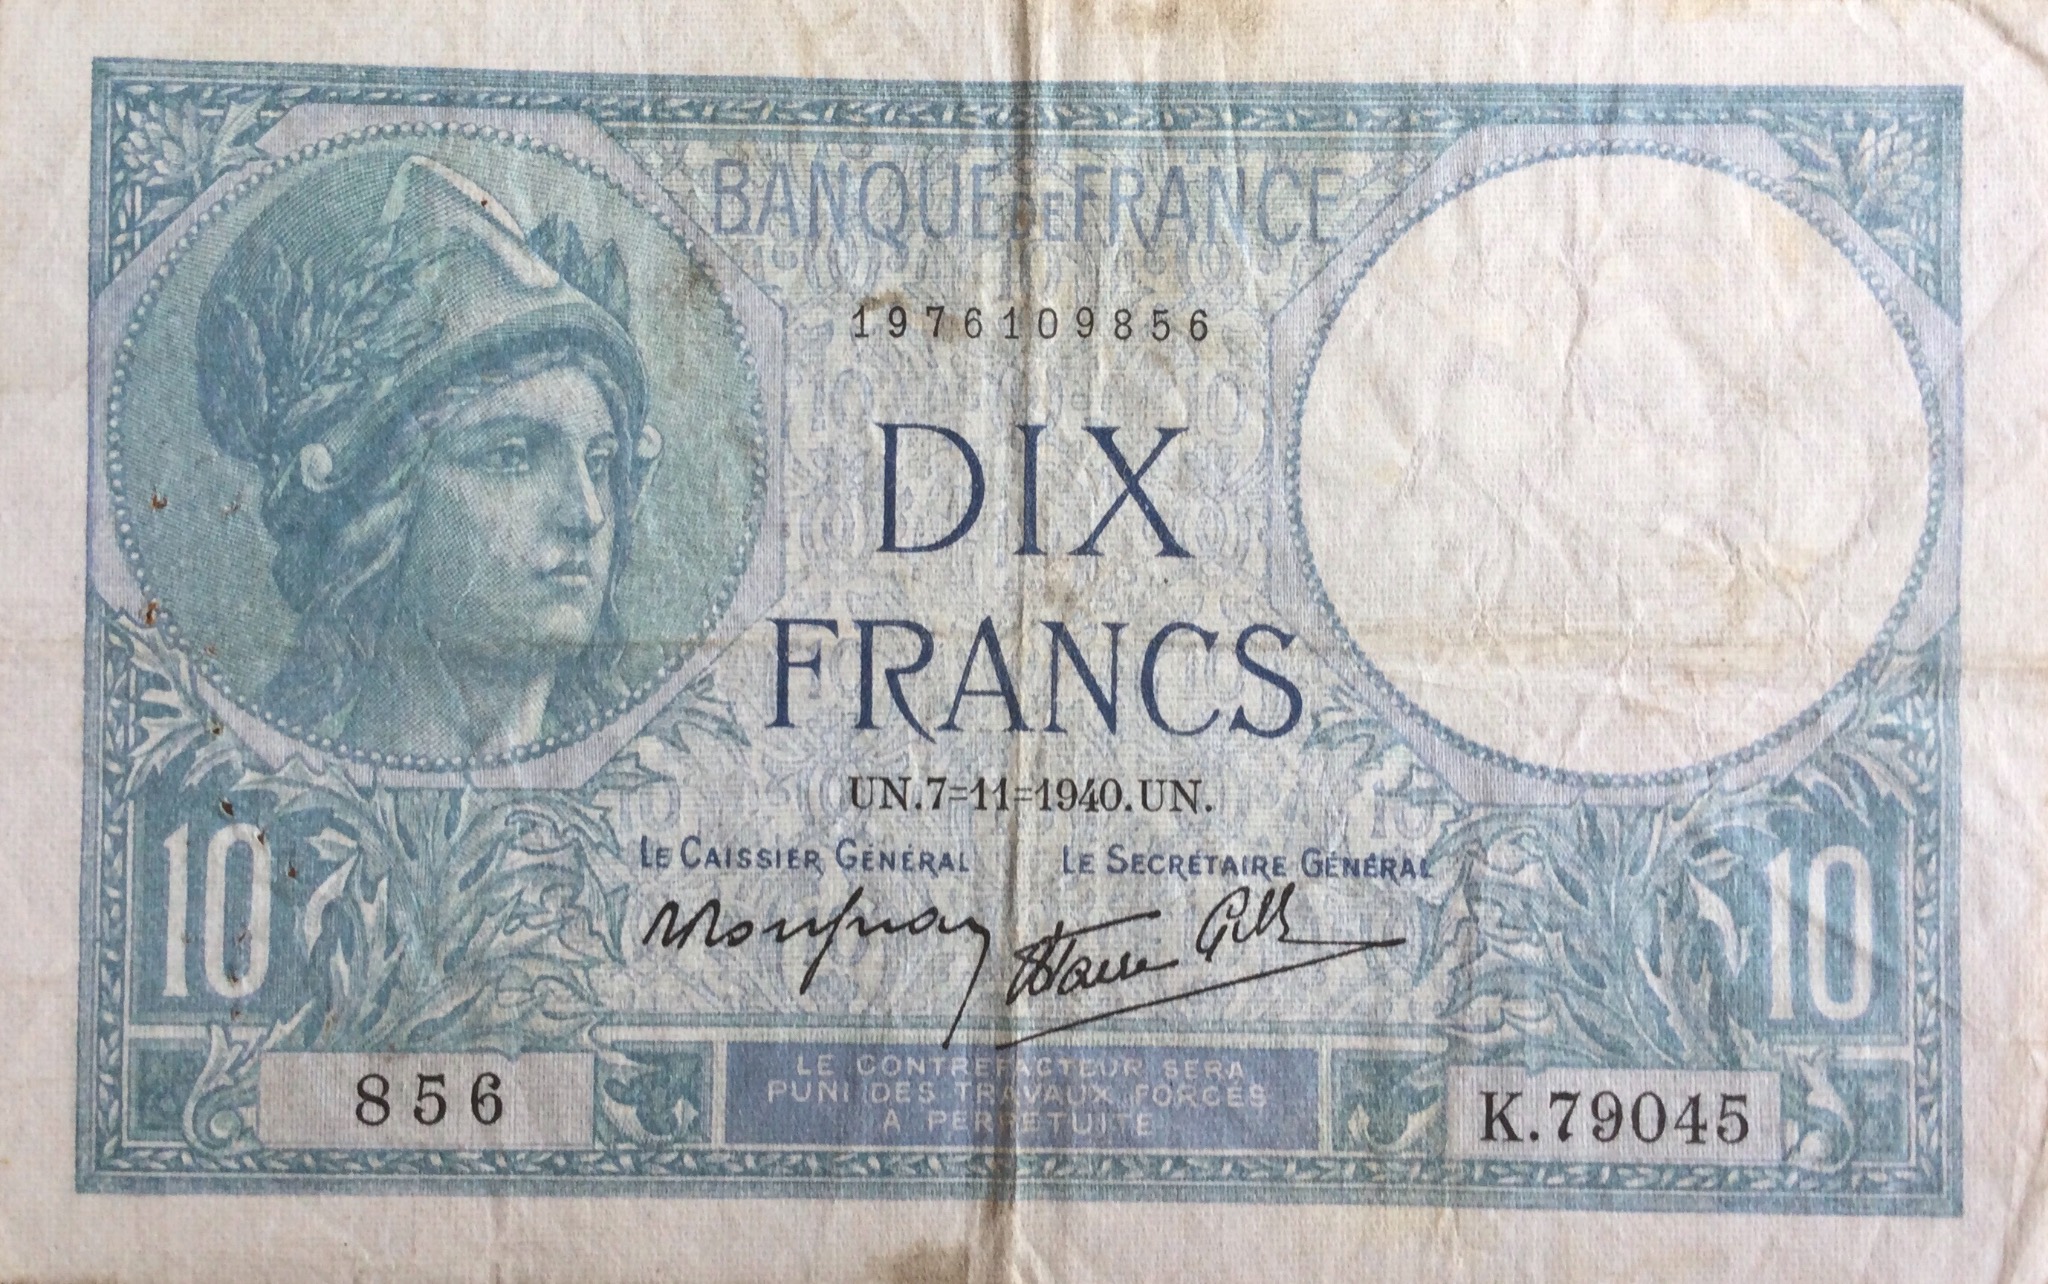 BANQUE DE FRANCE
1976109856
DIX
FRANCS
UN.7=11=1940.UN.
LE CAISSIER GÉNÉRAL
LE SECRÉTAIRE GÉNÉRAL
10
10
856
LE CONTREFACTEUR SERA
PUNI DES TRAVAUX FORCÉS
À PERPÉTUITÉ
K.79045